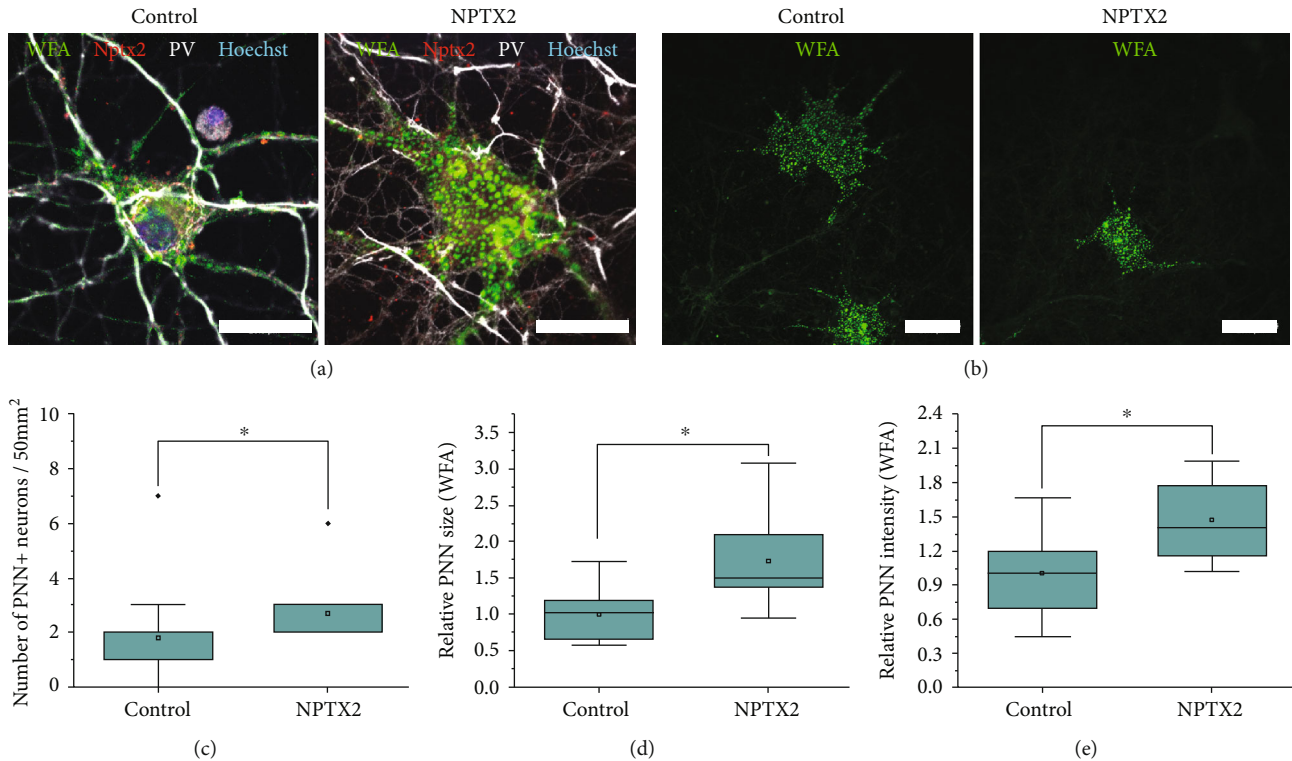 Control NPTX2 Control NPTX2
WFA Nptx2 PV Hoechst WFA Nptx2 PV Hoechst WFA WFA
(a) (b)
Number of PNN+ neurons / 50mm²
10
8
6
4
2
0
*
Control NPTX2
(c)
Relative PNN size (WFA)
3.5
3.0
2.5
2.0
1.5
1.0
0.5
0.0
*
Control NPTX2
(d)
Relative PNN intensity (WFA)
2.4
2.1
1.8
1.5
1.2
0.9
0.6
0.3
0.0
*
Control NPTX2
(e)